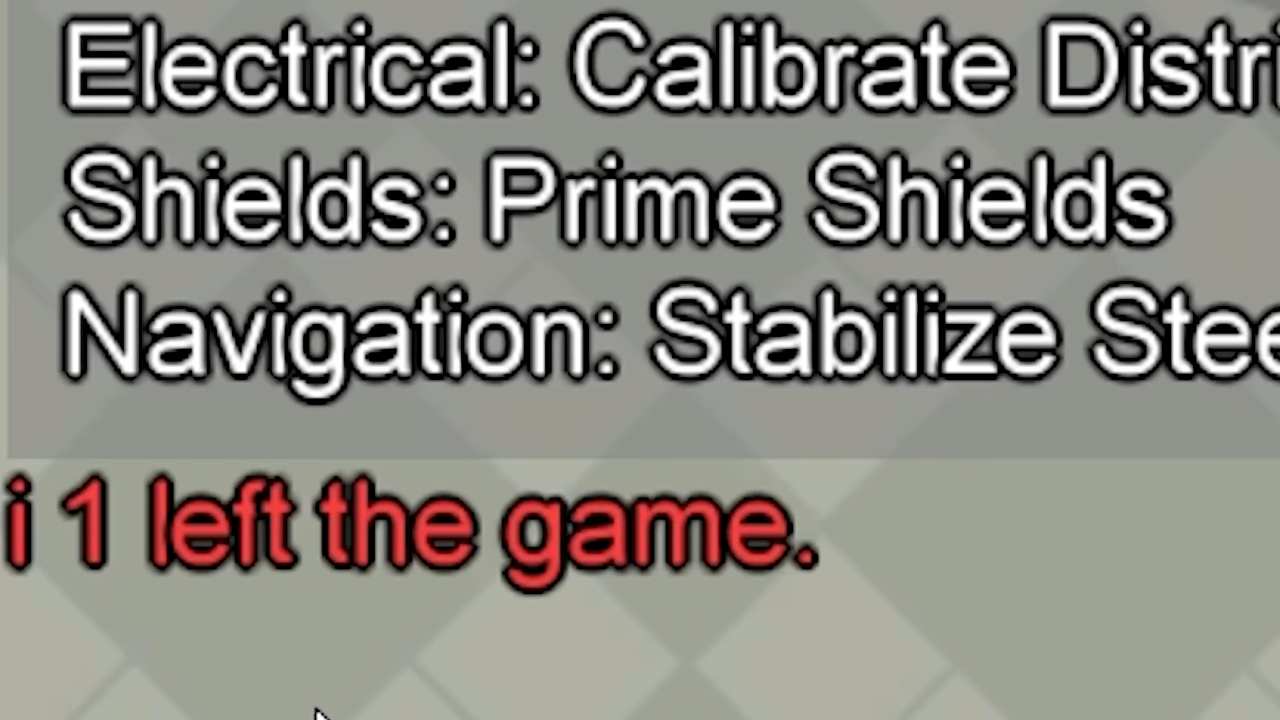 Electrical: Calibrate Distri
Shields: Prime Shields
Navigation: Stabilize Stee
i 1 left the game.